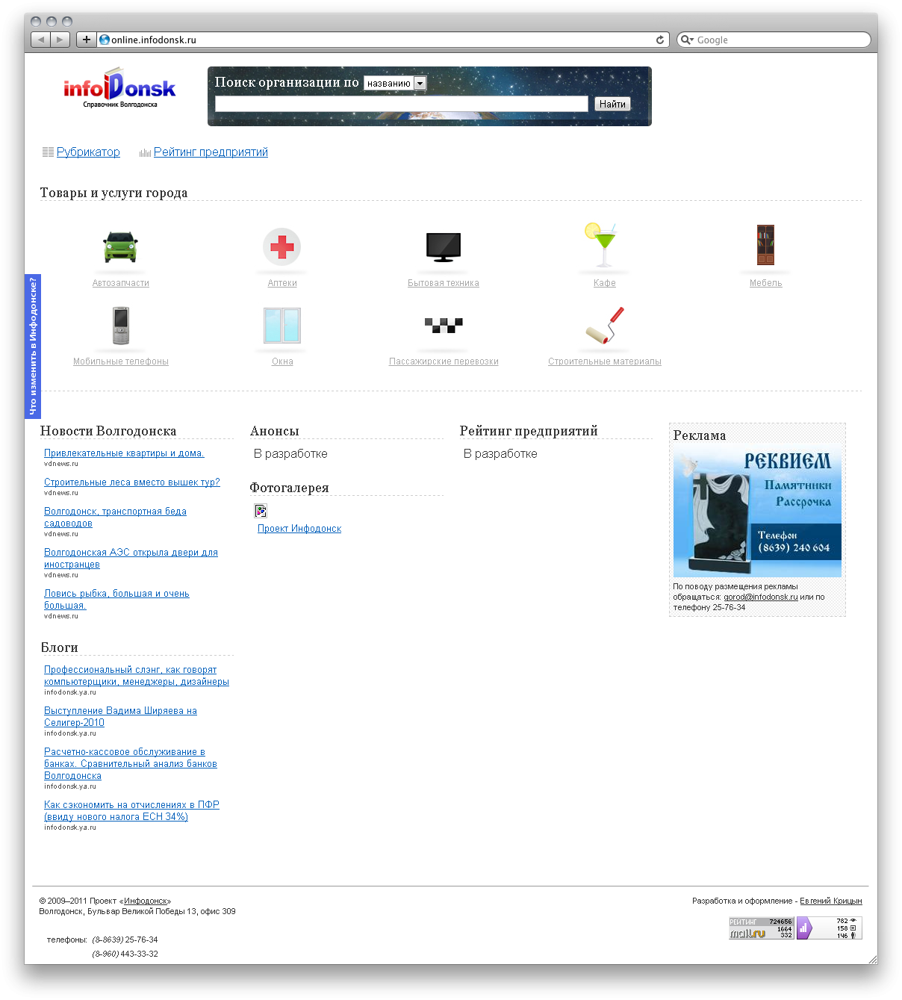 online.infodonsk.ru
Google
infoDonsk
Справочник Волгодонска
Поиск организации по названию
Найти
Рубрикатор Рейтинг предприятий
Товары и услуги города
Автозапчасти Аптеки Бытовая техника Кафе Мебель
Мобильные телефоны Окна Пассажирские перевозки Строительные материалы
Что изменить в Инфодонске?
Новости Волгодонска
Привлекательные квартиры и дома.
vdnews.ru
Строительные леса вместо вышек тур?
vdnews.ru
Волгодонск, транспортная беда
садоводов
vdnews.ru
Волгодонская АЭС открыла двери для
иностранцев
vdnews.ru
Ловись рыбка, большая и очень
большая.
vdnews.ru
Блоги
Профессиональный слэнг, как говорят
компьютерщики, менеджеры, дизайнеры
infodonsk.ya.ru
Выступление Вадима Ширяева на
Селигер-2010
infodonsk.ya.ru
Расчетно-кассовое обслуживание в
банках. Сравнительный анализ банков
Волгодонска
infodonsk.ya.ru
Как сэкономить на отчислениях в ПФР
(ввиду нового налога ЕСН 34%)
infodonsk.ya.ru
Анонсы
В разработке
Фотогалерея
Проект Инфодонск
Рейтинг предприятий
В разработке
Реклама
РЕКВИЕМ
Памятники
Рассрочка
Телефон
(8639) 240 604
По поводу размещения рекламы
обращаться: gorod@infodonsk.ru или по
телефону 25-76-34
© 2009–2011 Проект «Инфодонск»
Волгодонск, Бульвар Великой Победы 13, офис 309
телефоны: (8-8639) 25-76-34
(8-960) 443-33-32
Разработка и оформление - Евгений Крицын
РЕЙТИНГ 724656
mail.ru 1664
332
782
158
146